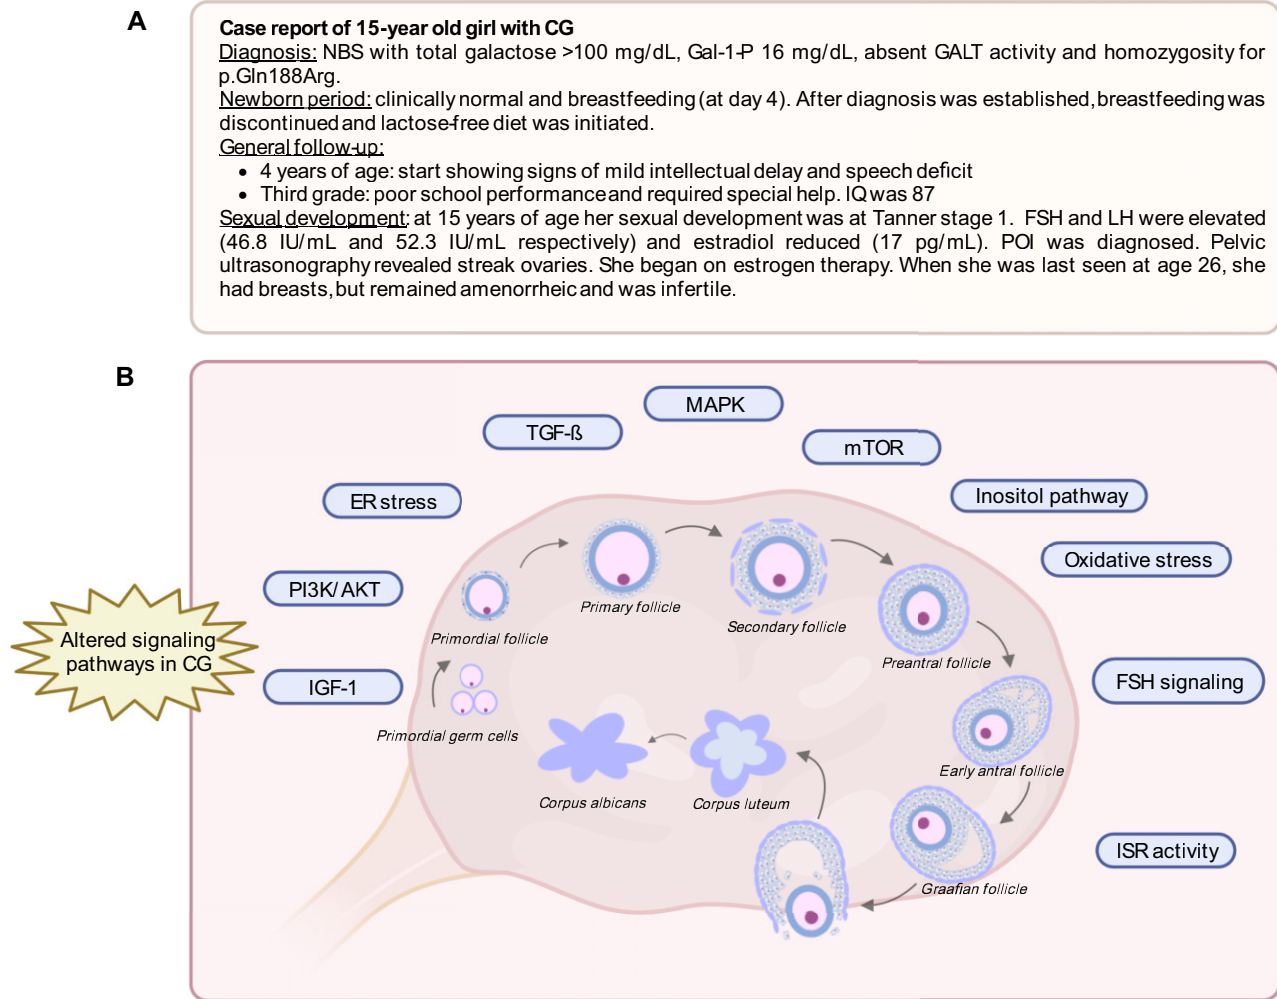 A
Case report of 15-year old girl with CG
Diagnosis: NBS with total galactose >100 mg/dL, Gal-1-P 16 mg/dL, absent GALT activity and homozygosity for
p.Gln188Arg.
Newborn period: clinically normal and breastfeeding (at day 4). After diagnosis was established, breastfeeding was
discontinued and lactose-free diet was initiated.
General follow-up:
• 4 years of age: start showing signs of mild intellectual delay and speech deficit
• Third grade: poor school performance and required special help. IQ was 87
Sexual development: at 15 years of age her sexual development was at Tanner stage 1. FSH and LH were elevated
(46.8 IU/mL and 52.3 IU/mL respectively) and estradiol reduced (17 pg/mL). POI was diagnosed. Pelvic
ultrasonography revealed streak ovaries. She began on estrogen therapy. When she was last seen at age 26, she
had breasts, but remained amenorrheic and was infertile.
B
MAPK
TGF-ß
mTOR
ER stress
Inositol pathway
Oxidative stress
PI3K/ AKT
Altered signaling
pathways in CG
IGF-1
FSH signaling
ISR activity
Primordial germ cells
Primordial follicle
Primary follicle
Secondary follicle
Preantral follicle
Early antral follicle
Graafian follicle
Corpus luteum
Corpus albicans